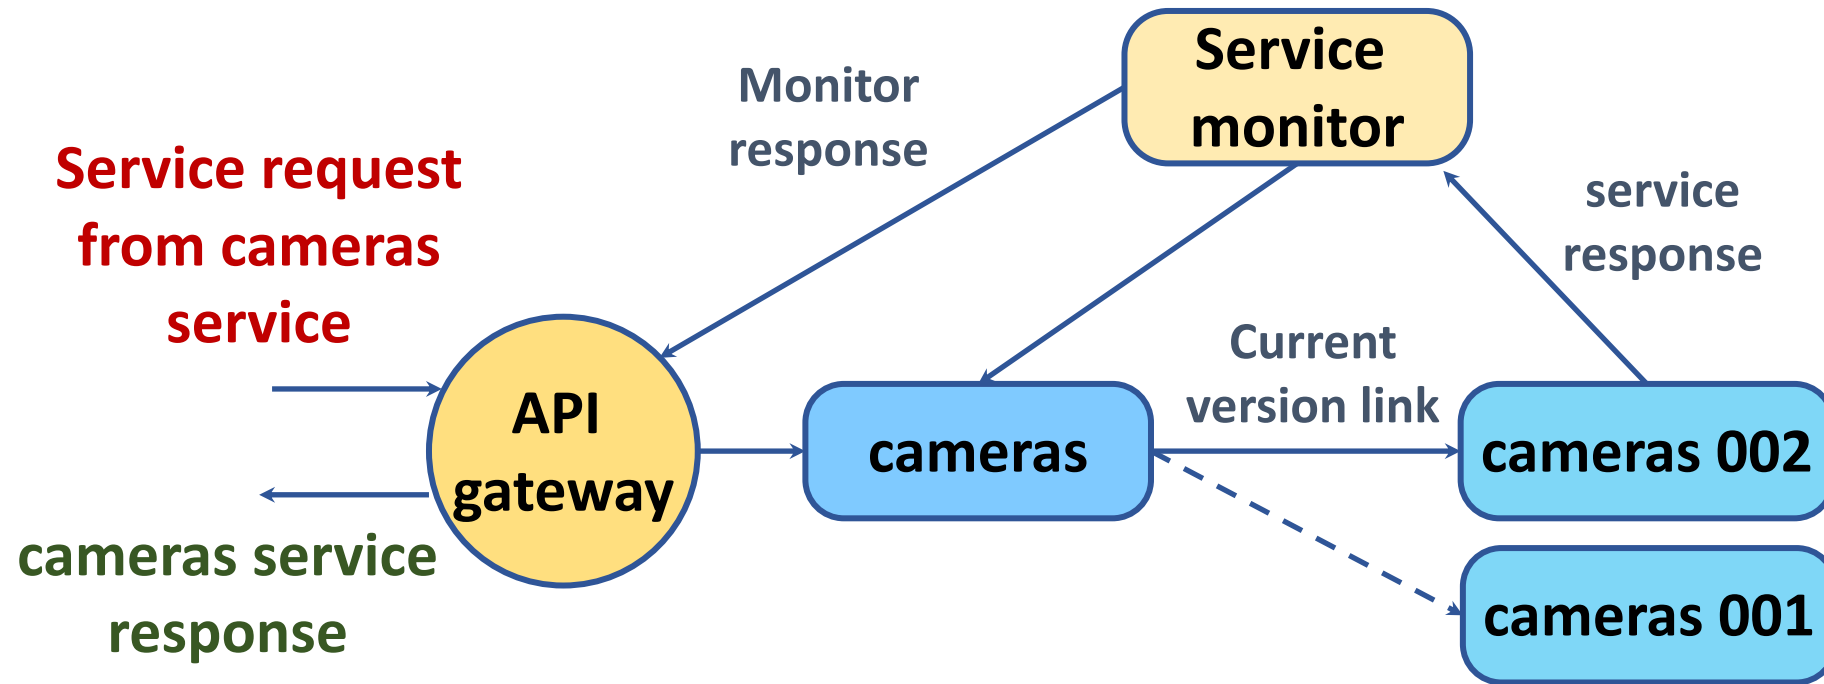 Service
monitor
Monitor
response
Service request
from cameras
service
service
response
Current
version link
API
gateway
cameras
cameras 002
cameras service
response
cameras 001